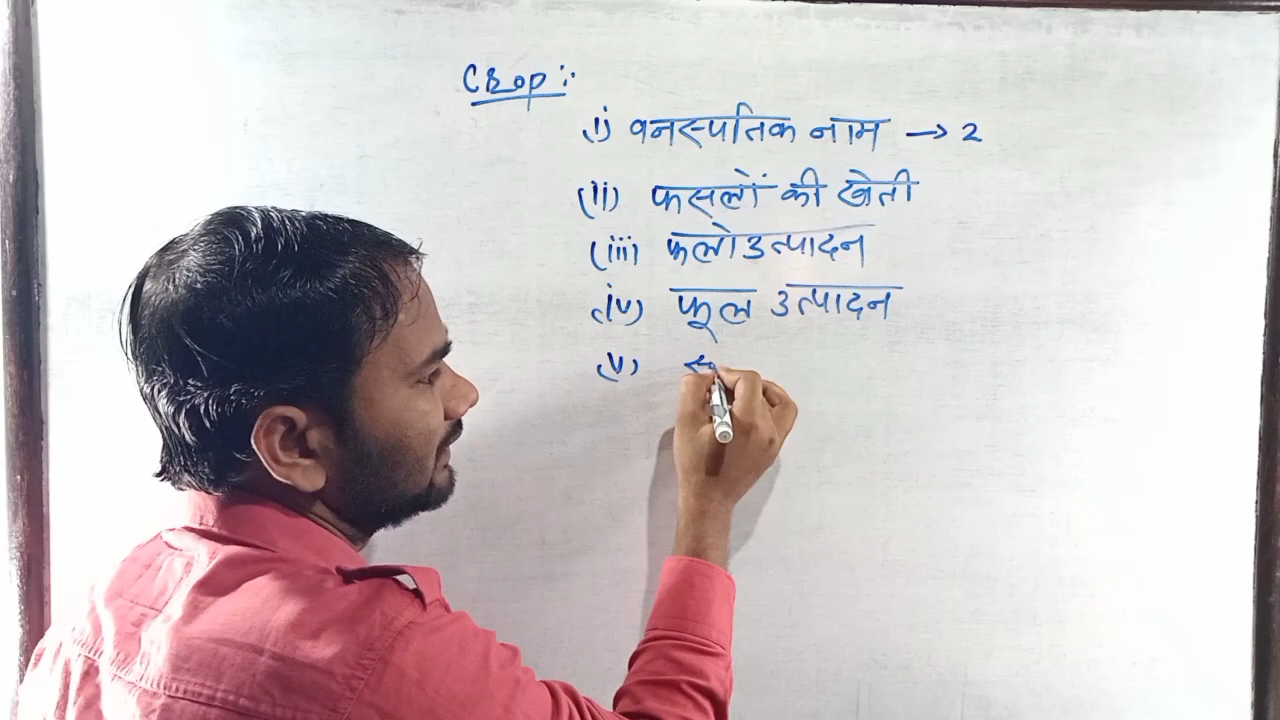 Crop :-
(i) वनस्पतिक नाम → 2
(ii) फसलों की खेती
(iii) फलो उत्पादन
(iv) फूल उत्पादन
(v)